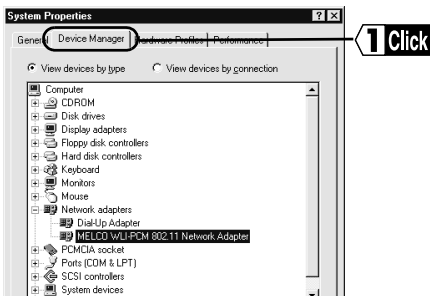 System Properties
General Device Manager Hardware Profiles Performance
View devices by type View devices by connection
Computer
CDROM
Disk drives
Display adapters
Floppy disk controllers
Hard disk controllers
Keyboard
Monitors
Mouse
Network adapters
Dial-Up Adapter
MELCO WLI-PCM 802.11 Network Adapter
PCMCIA socket
Ports (COM & LPT)
SCSI controllers
System devices
1 Click